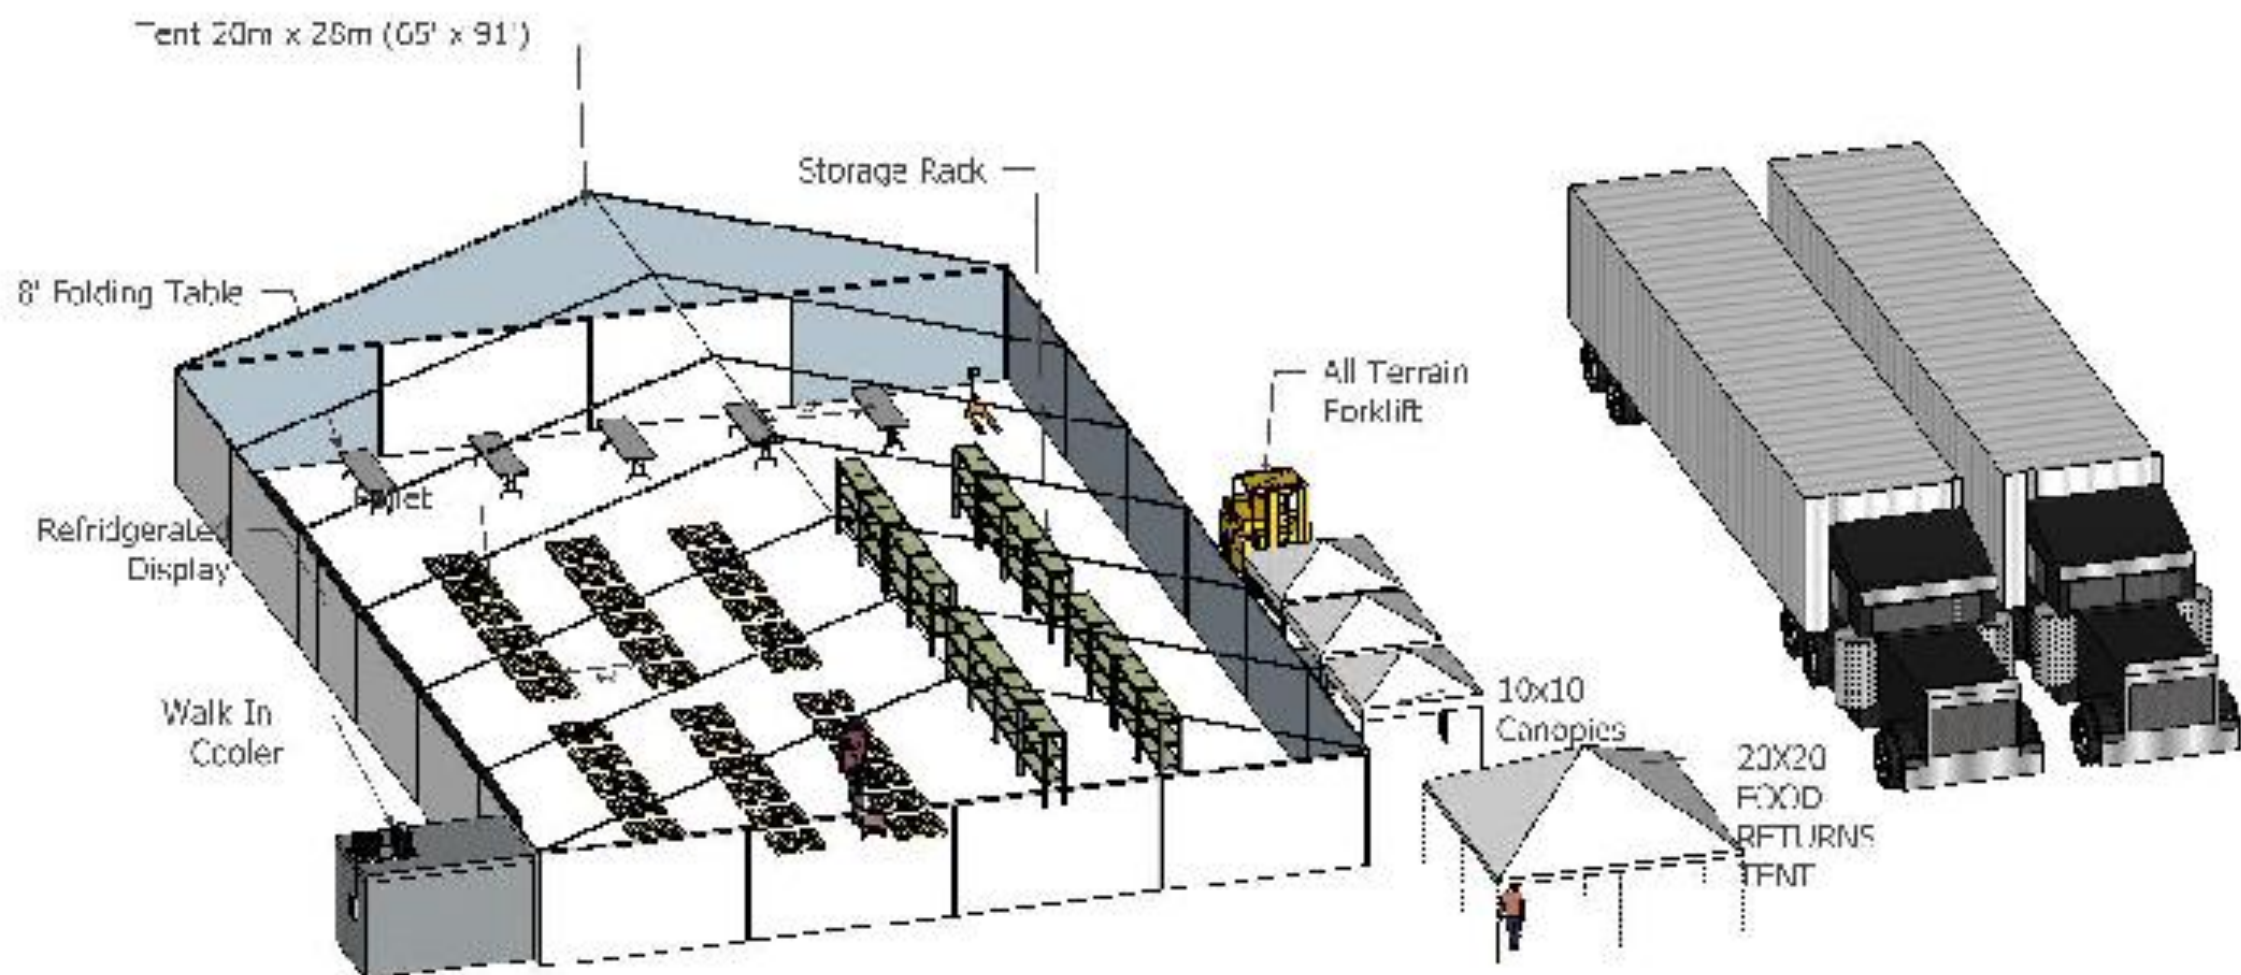 Tent 20m x 28m (65' x 91')
Storage Rack
8' Folding Table
All Terrain
Forklift
Pallet
Refridgerated
Display
Walk In
Cooler
10x10
Canopies
20X20
FOOD
RETURNS
TENT